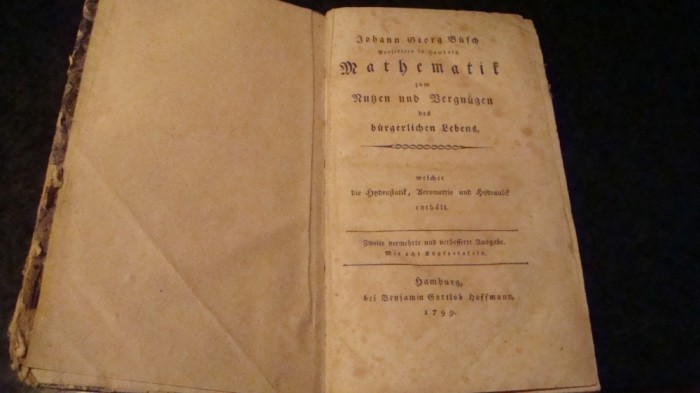 Johann Georg Büsch
Professors in Hamburg
Mathematik
zum
Nutzen und Vergnügen
des
bürgerlichen Lebens,
welcher
die Hydrostatik, Aerometrie und Hydraulik
enthält.
Zweite vermehrte und verbesserte Ausgabe.
Mit acht Kupfertafeln.
Hamburg,
bei Benjamin Gottlob Hoffmann.
1799.